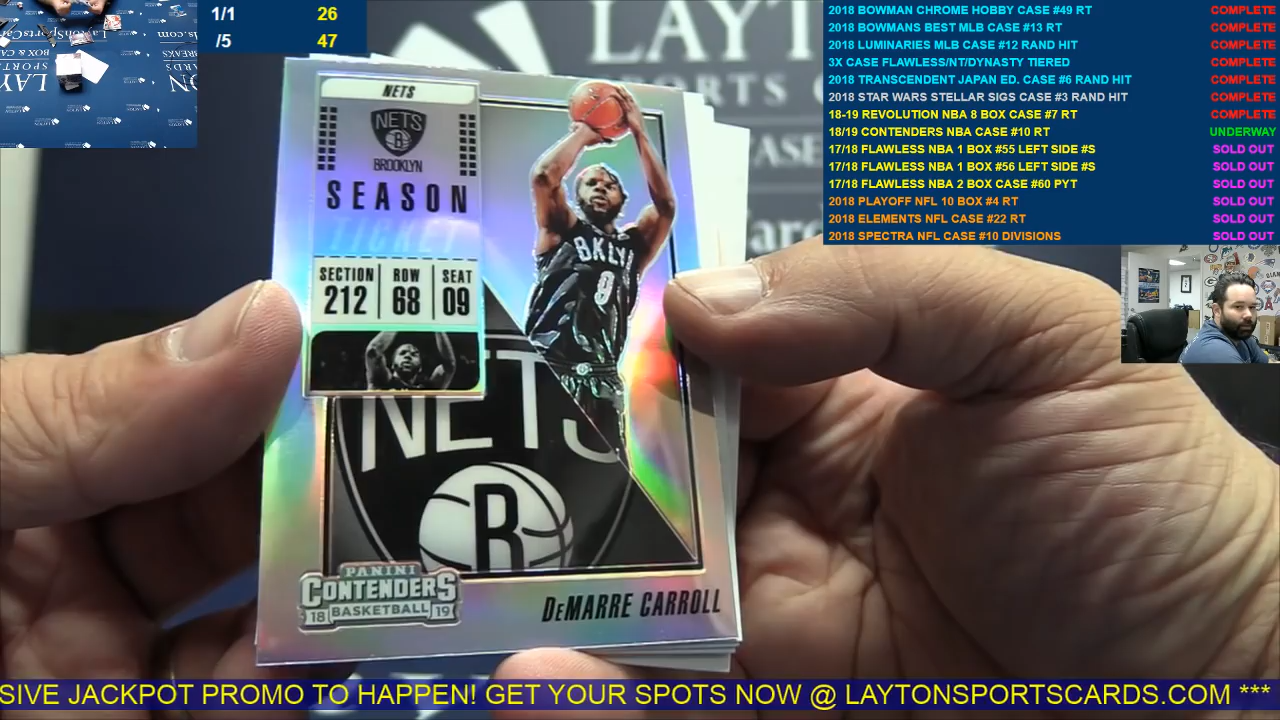 1/1 26
/5 47
2018 BOWMAN CHROME HOBBY CASE #49 RT COMPLETE
2018 BOWMANS BEST MLB CASE #13 RT COMPLETE
2018 LUMINARIES MLB CASE #12 RAND HIT COMPLETE
3X CASE FLAWLESS/NT/DYNASTY TIERED COMPLETE
2018 TRANSCENDENT JAPAN ED. CASE #6 RAND HIT COMPLETE
2018 STAR WARS STELLAR SIGS CASE #3 RAND HIT COMPLETE
18-19 REVOLUTION NBA 8 BOX CASE #7 RT COMPLETE
18/19 CONTENDERS NBA CASE #10 RT UNDERWAY
17/18 FLAWLESS NBA 1 BOX #55 LEFT SIDE #S SOLD OUT
17/18 FLAWLESS NBA 1 BOX #56 LEFT SIDE #S SOLD OUT
17/18 FLAWLESS NBA 2 BOX CASE #60 PYT SOLD OUT
2018 PLAYOFF NFL 10 BOX #4 RT SOLD OUT
2018 ELEMENTS NFL CASE #22 RT SOLD OUT
2018 SPECTRA NFL CASE #10 DIVISIONS SOLD OUT
LAYT
SPORTS C
NETS
NETS
B
BROOKLYN
SEASON
TICKET
SECTION ROW SEAT
212 68 09
BKLYN
9
NETS
B
PANINI
CONTENDERS
18 BASKETBALL 19
DEMARRE CARROLL
SIVE JACKPOT PROMO TO HAPPEN! GET YOUR SPOTS NOW @ LAYTONSPORTSCARDS.COM ***